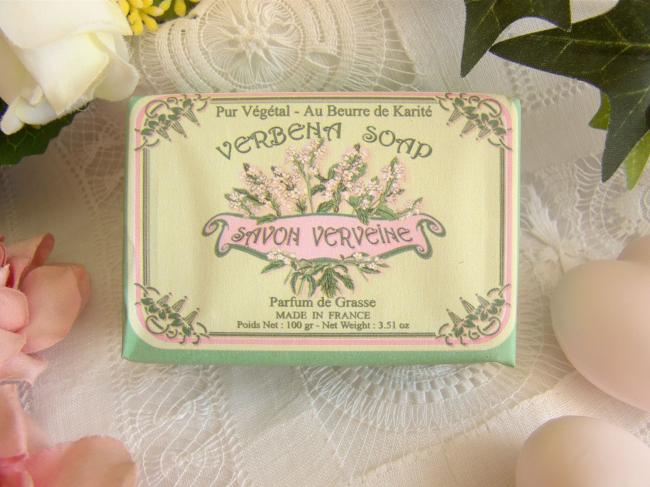 Pur Végétal - Au Beurre de Karité
VERBENA SOAP
SAVON VERVEINE
Parfum de Grasse
MADE IN FRANCE
Poids Net : 100 gr - Net Weight : 3.51 oz